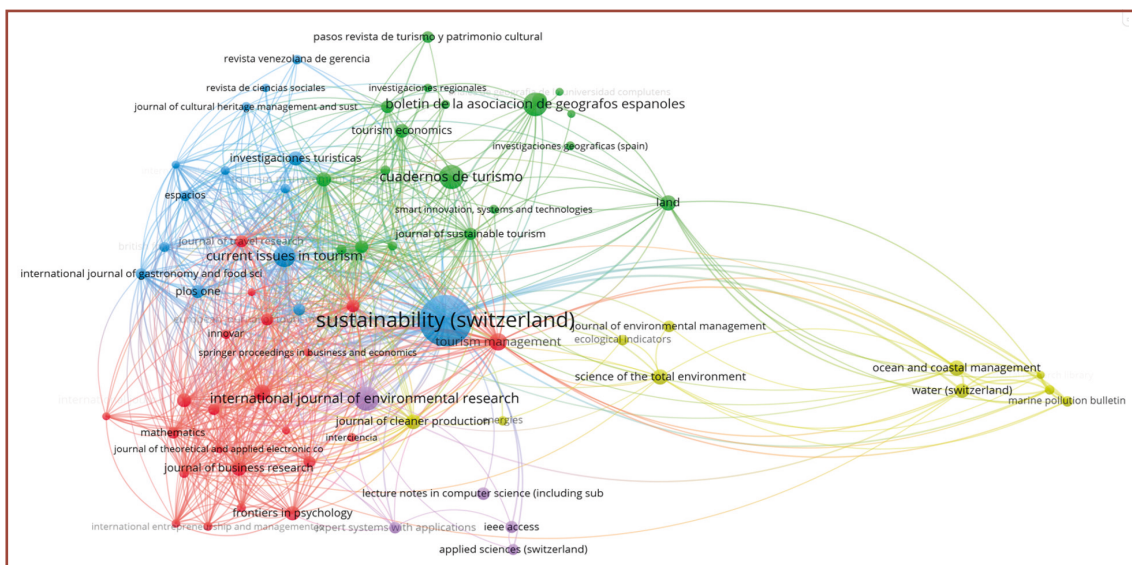 pasos revista de turismo y patrimonio cultural
revista venezolana de gerencia
revista de ciencias sociales
investigaciones regionales
journal of cultural heritage management and sust
boletin de la asociacion de geografos espanoles
tourism economics
investigaciones geograficas (spain)
investigaciones turisticas
cuadernos de turismo
espacios
land
smart innovation, systems and technologies
journal of sustainable tourism
journal of travel research
current issues in tourism
international journal of gastronomy and food sci
plos one
sustainability (switzerland)
journal of environmental management
innovar
tourism management
ecological indicators
springer proceedings in business and economics
ocean and coastal management
science of the total environment
water (switzerland)
marine pollution bulletin
international journal of environmental research
journal of cleaner production
energies
mathematics
interciencia
journal of theoretical and applied electronic co
journal of business research
lecture notes in computer science (including sub
frontiers in psychology
international entrepreneurship and management
expert systems with applications
ieee access
applied sciences (switzerland)